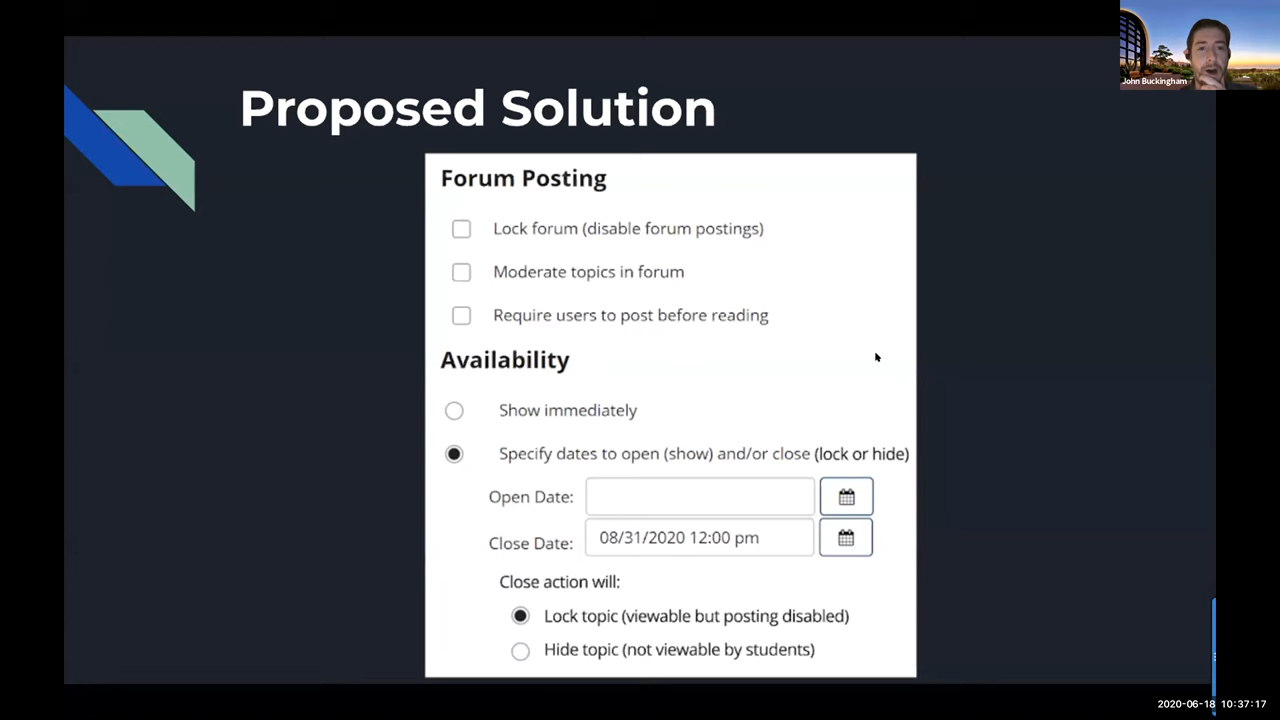 John Buckingham
Proposed Solution
Forum Posting
Lock forum (disable forum postings)
Moderate topics in forum
Require users to post before reading
Availability
Show immediately
Specify dates to open (show) and/or close (lock or hide)
Open Date:
Close Date: 08/31/2020 12:00 pm
Close action will:
Lock topic (viewable but posting disabled)
Hide topic (not viewable by students)
2020-06-18 10:37:17